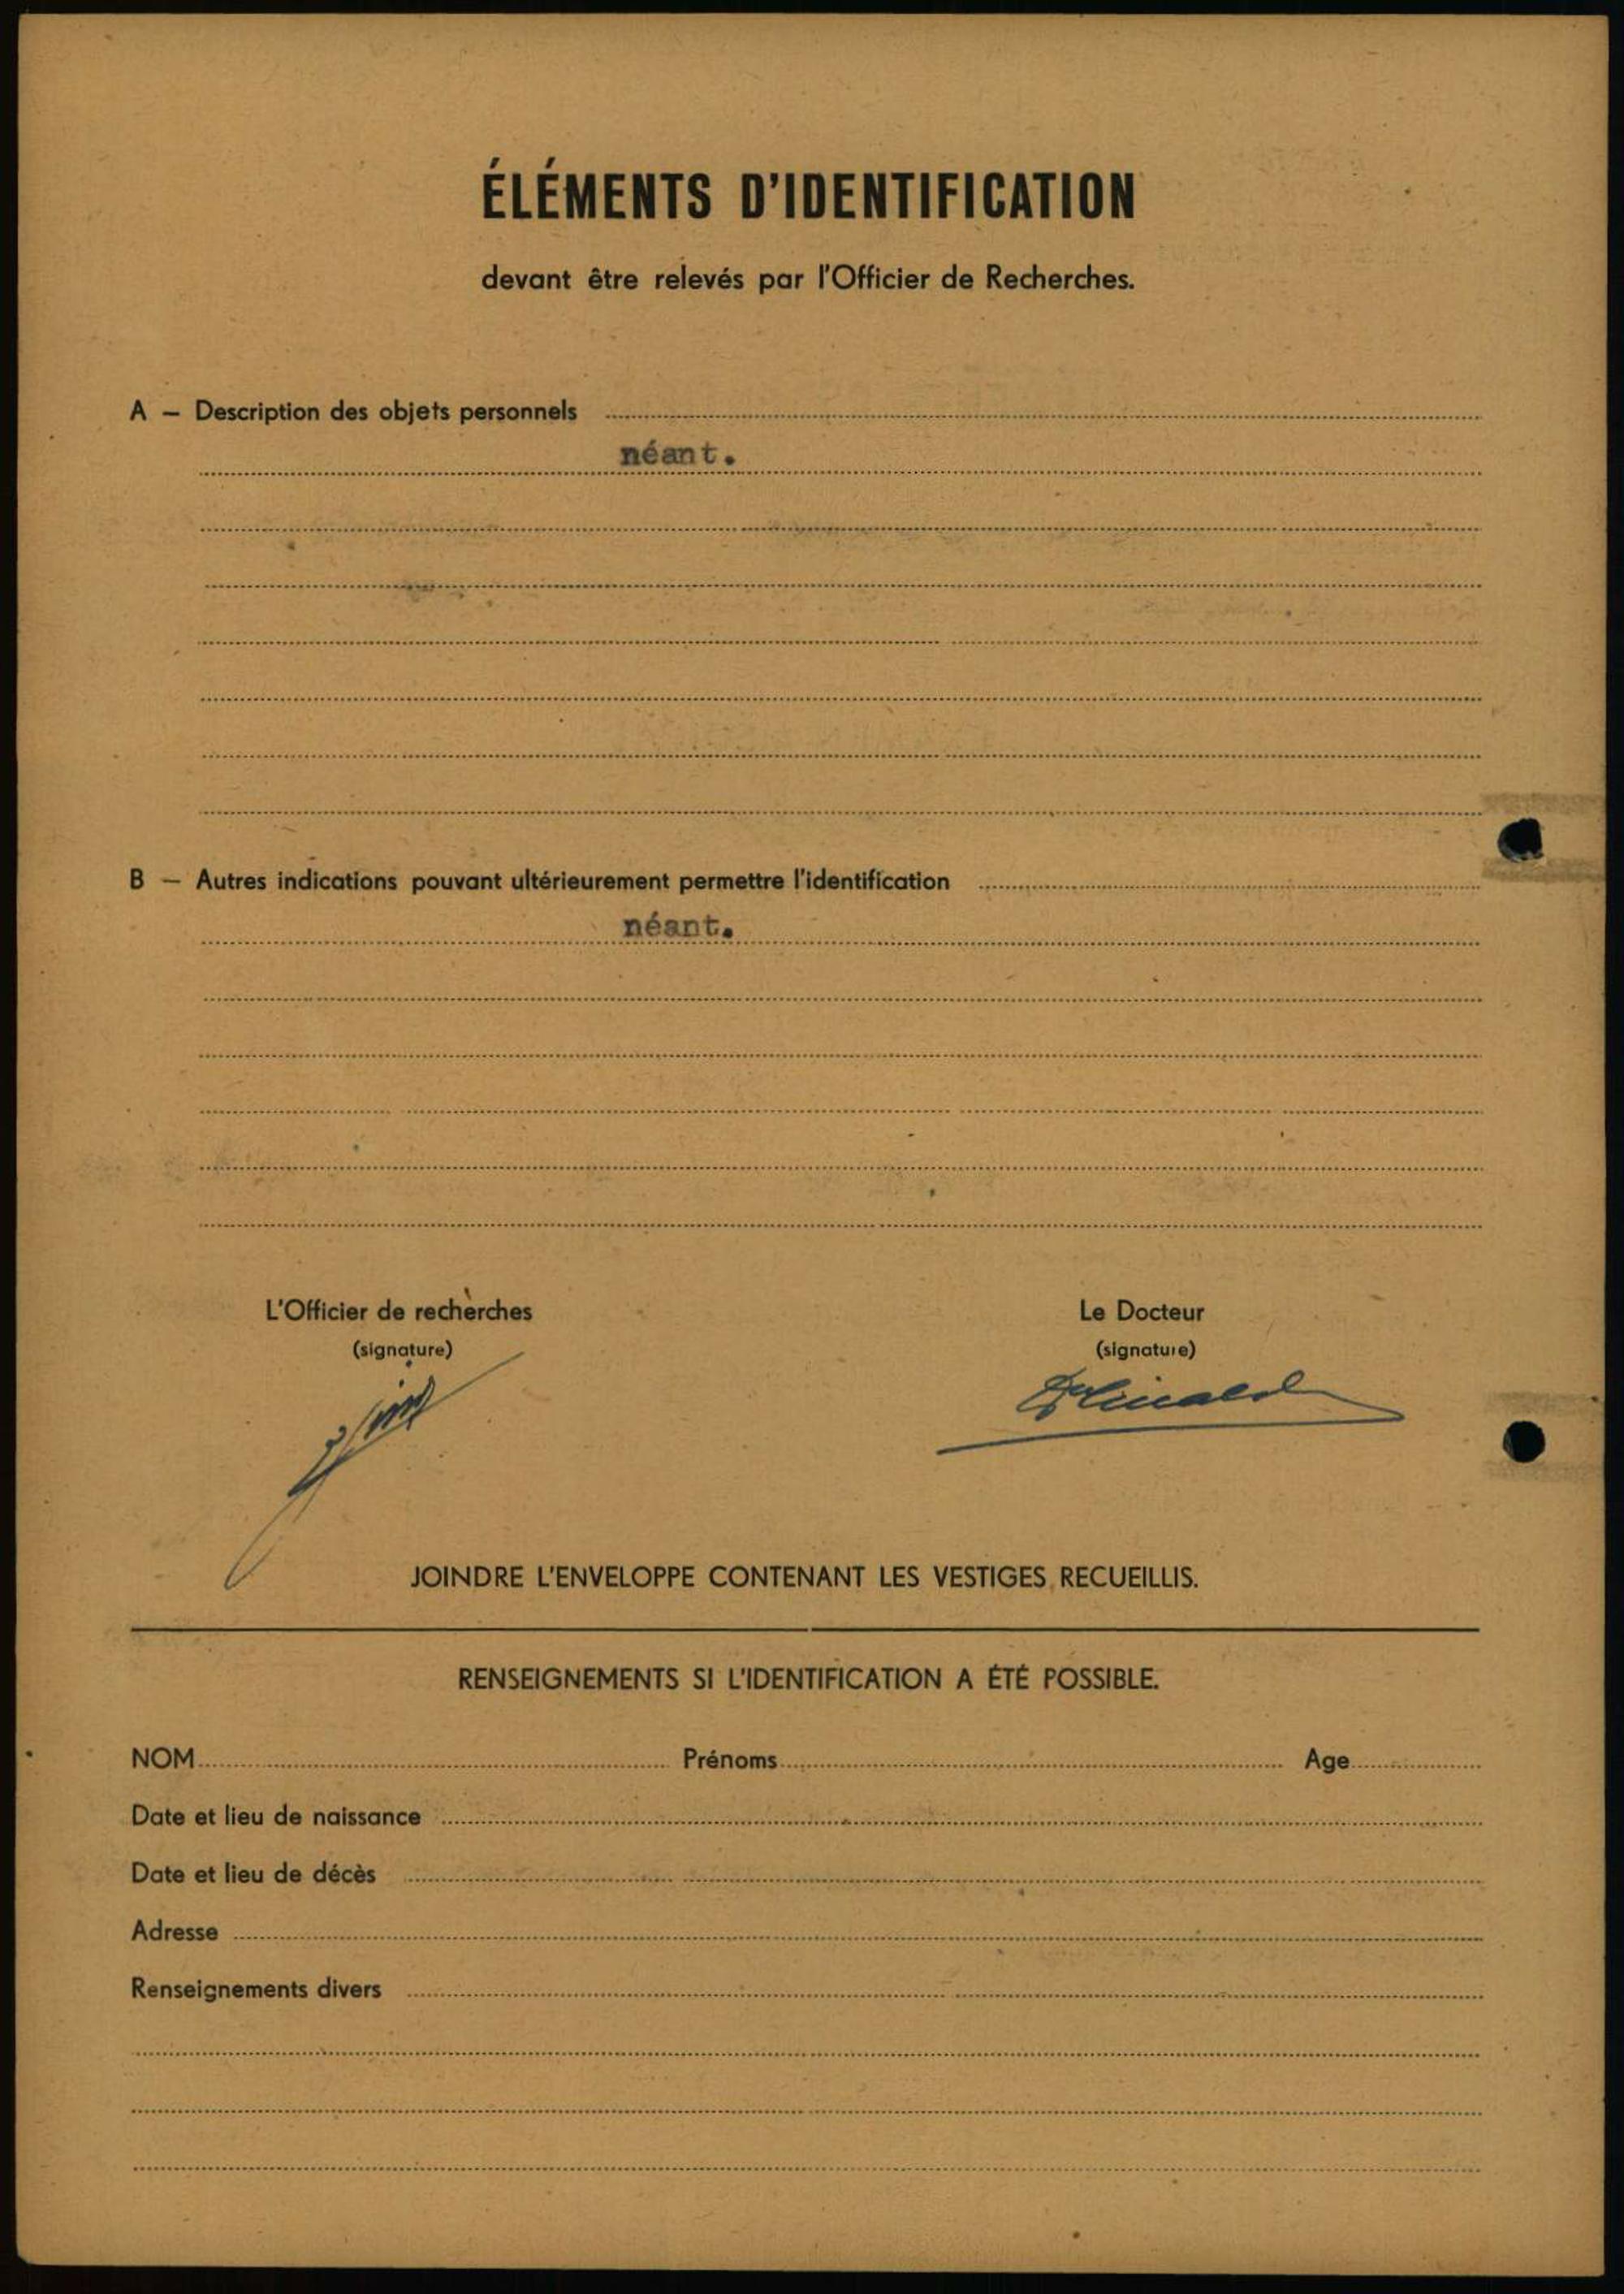 ÉLÉMENTS D'IDENTIFICATION
devant être relevés par l'Officier de Recherches.
A — Description des objets personnels
néant.
B — Autres indications pouvant ultérieurement permettre l'identification
néant.
L'Officier de recherches
(signature)
Le Docteur
(signature)
JOINDRE L'ENVELOPPE CONTENANT LES VESTIGES RECUEILLIS.
RENSEIGNEMENTS SI L'IDENTIFICATION A ÉTÉ POSSIBLE.
NOM Prénoms Age
Date et lieu de naissance
Date et lieu de décès
Adresse
Renseignements divers